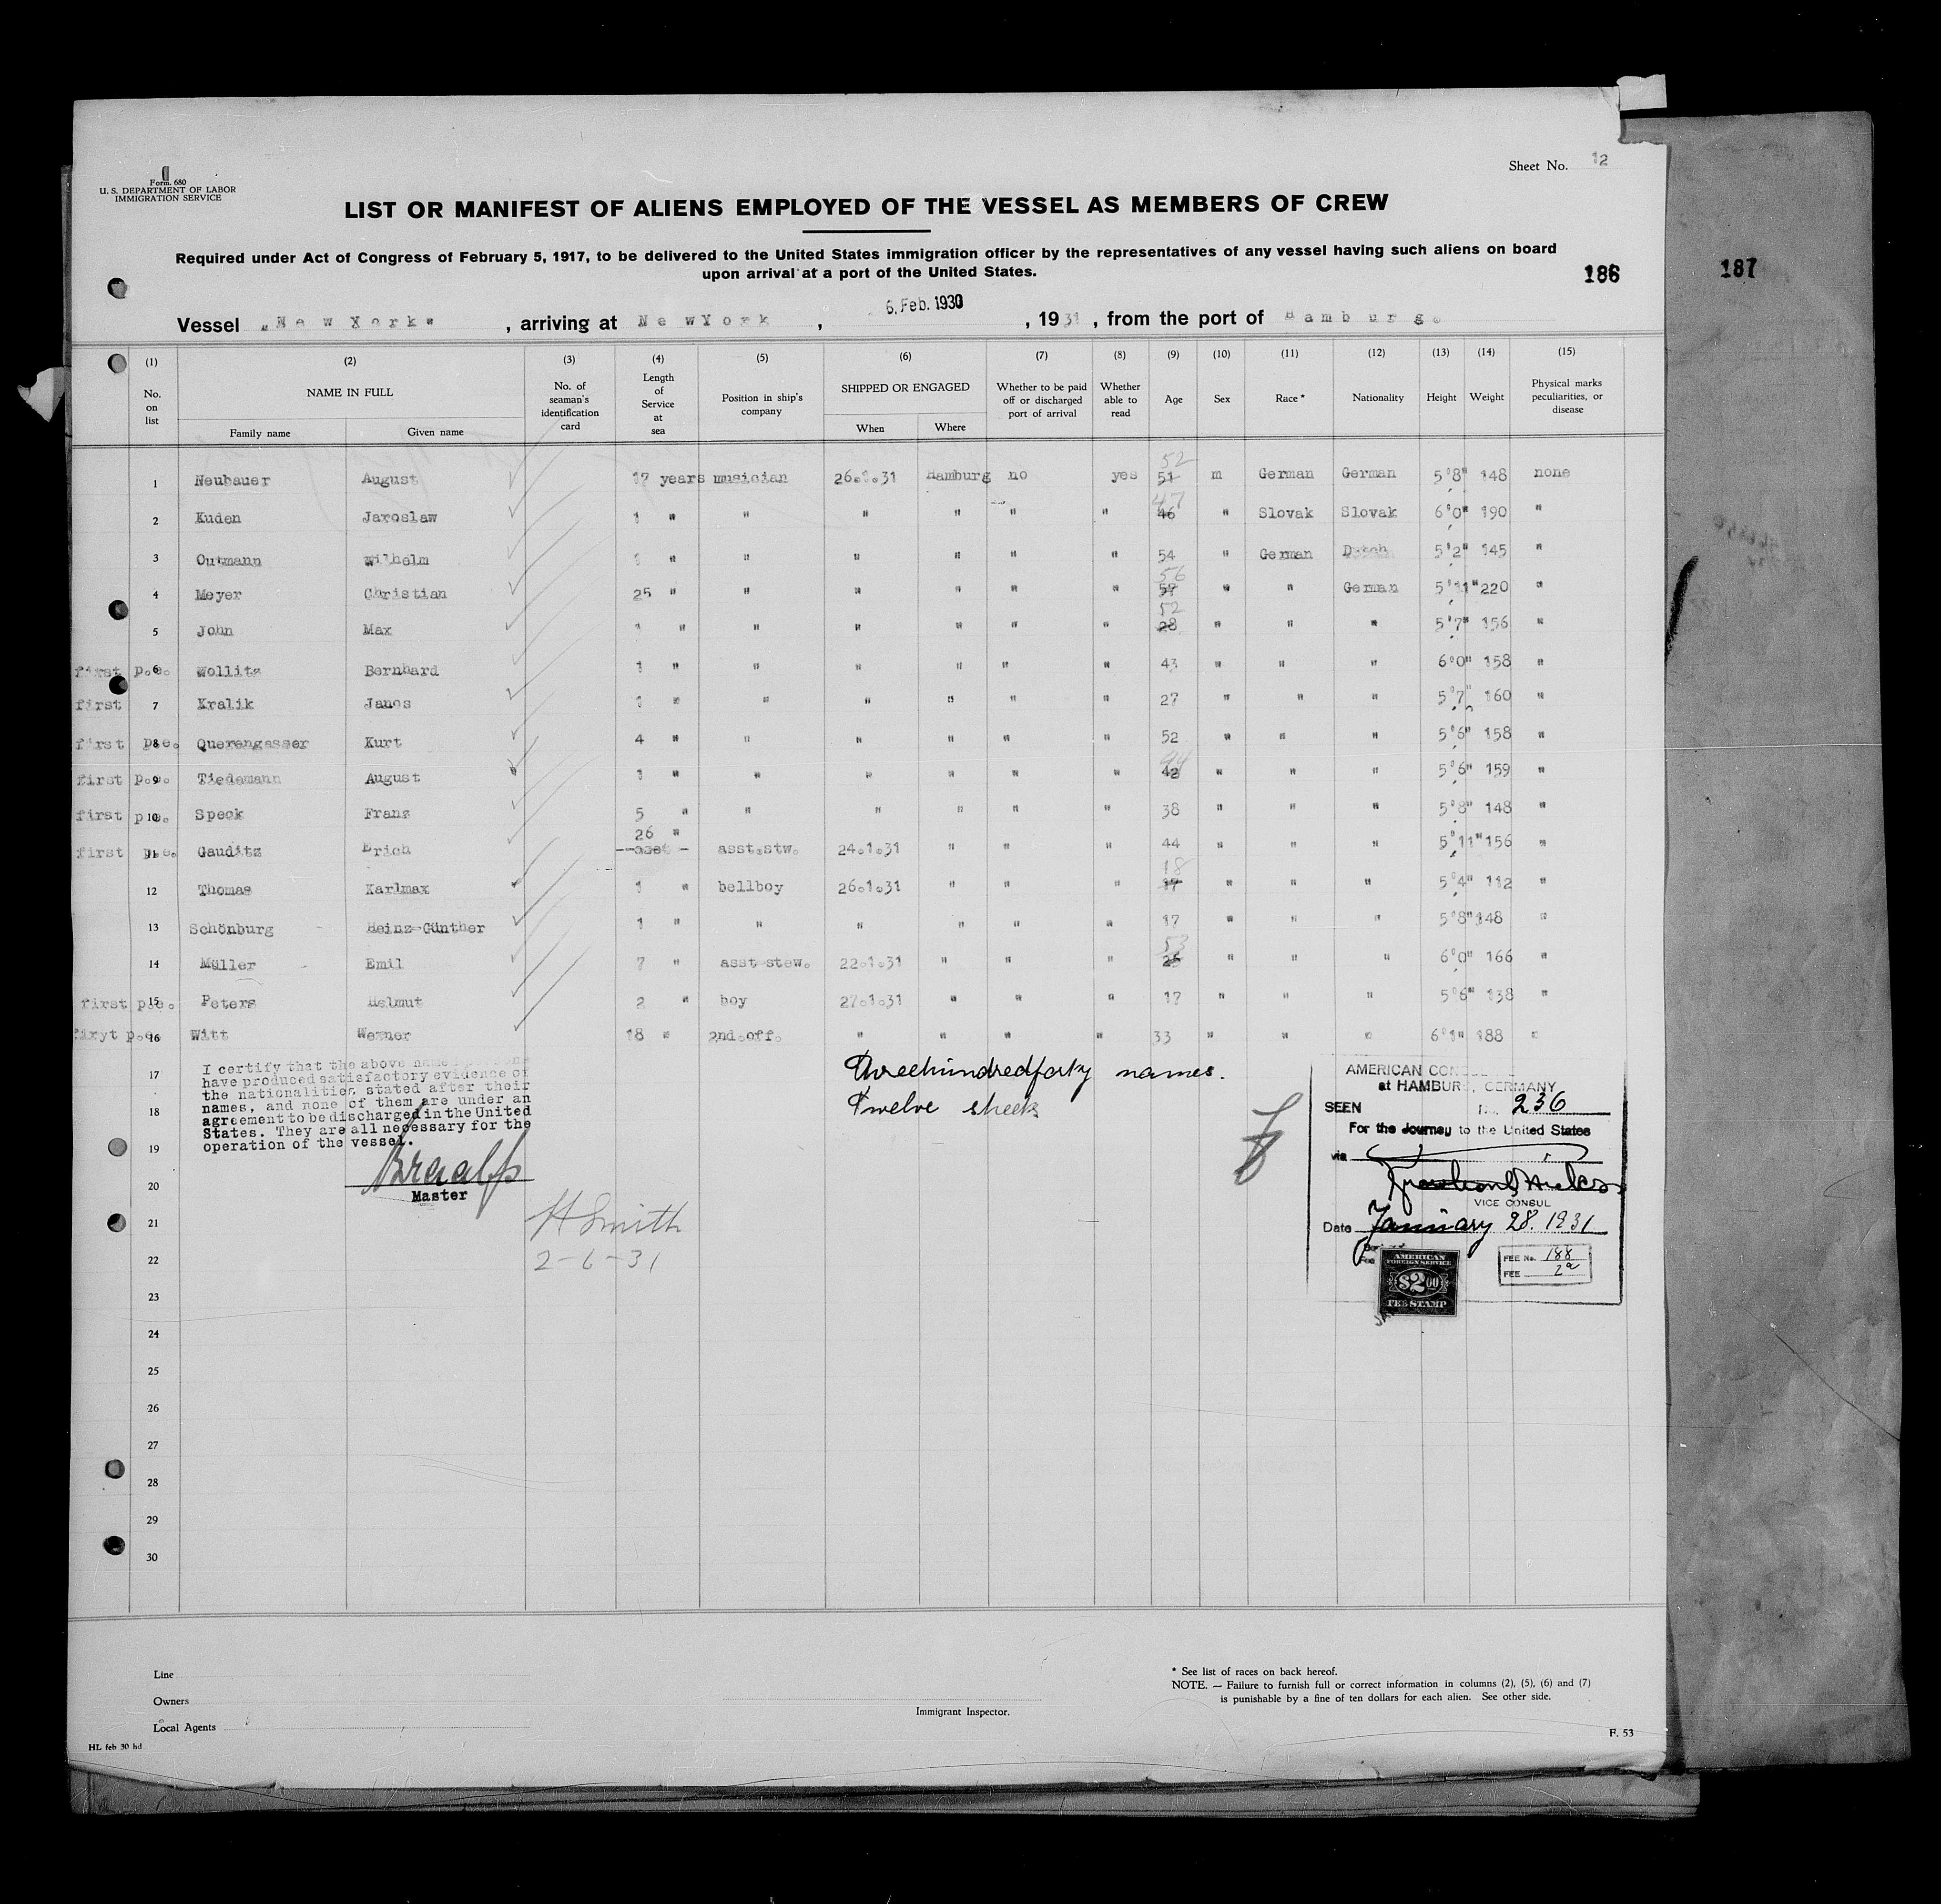 Form. 680
U. S. DEPARTMENT OF LABOR
IMMIGRATION SERVICE
Sheet No. 12
LIST OR MANIFEST OF ALIENS EMPLOYED OF THE VESSEL AS MEMBERS OF CREW
Required under Act of Congress of February 5, 1917, to be delivered to the United States immigration officer by the representatives of any vessel having such aliens on board
upon arrival at a port of the United States.
186
187
6. Feb. 1930
Vessel „New York" , arriving at New York , , 1931 , from the port of Hamburg.
(1) (2) (3) (4) (5) (6) (7) (8) (9) (10) (11) (12) (13) (14) (15)
No. on list NAME IN FULL No. of seaman's identification card Length of Service at sea Position in ship's company SHIPPED OR ENGAGED Whether to be paid off or discharged port of arrival Whether able to read Age Sex Race * Nationality Height Weight Physical marks peculiarities, or disease
Family name Given name When Where
1 Neubauer August 17 years musician 26.1.31 Hamburg no yes 51 52 m German German 5'8" 148 none
2 Kuden Jaroslaw 1 " " " " " " 46 47 " Slovak Slovak 6'0" 190 "
3 Outmann Wilhelm 1 " " " " " " 54 " German Dutch 5'2" 145 "
4 Meyer Christian 25 " " " " " " 57 56 " " German 5'11" 220 "
5 John Max 1 " " " " " " 28 52 " " " 5'7" 156 "
first p.e. 6 Wollitz Bernhard 1 " " " " " " 43 " " " 6'0" 158 "
first 7 Kralik Janos 1 " " " " " " 27 " " " 5'7" 160 "
first p.e. 8 Querengasser Kurt 4 " " " " " " 52 " " " 5'6" 158 "
first p.e. 9 Tiedemann August 1 " " " " " " 42 44 " " " 5'6" 159 "
first p.e. 10 Speck Franz 5 " " " " " " 38 " " " 5'8" 148 "
first p.e. 11 Gauditz Erich 26 " asst.stw. 24.1.31 " " " 44 " " " 5'11" 156 "
12 Thomas Karlmax 1 " bellboy 26.1.31 " " " 17 18 " " " 5'4" 112 "
13 Schönburg Heinz-Günther 1 " " " " " " 17 " " " 5'8" 148 "
14 Müller Emil 7 " asst stew. 22.1.31 " " " 26 53 " " " 6'0" 166 "
first p.e. 15 Peters Helmut 2 " boy 27.1.31 " " " 17 " " " 5'6" 138 "
firyt p.e. 16 Witt Werner 18 " 2nd.off. " " " " 33 " " " 6'1" 188 "
17
18
19
20
21
22
23
24
25
26
27
28
29
30
I certify that the above named persons
have produced satisfactory evidence of
the nationalities stated after their
names, and none of them are under an
agreement to be discharged in the United
States. They are all necessary for the
operation of the vessel.
Master
H Smith
2-6-31
Threehundredforty names.
Twelve sheets
AMERICAN CON
at HAMBURG, GERMANY
SEEN No. 236
For the Journey to the United States
via
VICE CONSUL
Date January 28. 1931
FEE No. 188
FEE 2
AMERICAN
FOREIGN SERVICE
$2.00
FEE STAMP
Line
Owners
Local Agents
Immigrant Inspector.
* See list of races on back hereof.
NOTE. — Failure to furnish full or correct information in columns (2), (5), (6) and (7)
is punishable by a fine of ten dollars for each alien. See other side.
HL feb 30 hd
F. 53